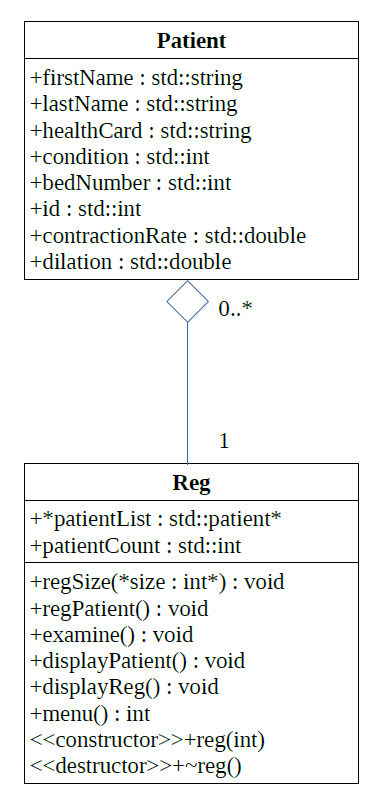 Patient
+firstName : std::string
+lastName : std::string
+healthCard : std::string
+condition : std::int
+bedNumber : std::int
+id : std::int
+contractionRate : std::double
+dilation : std::double
0..*
1
Reg
+*patientList : std::patient*
+patientCount : std::int
+regSize(*size : int*) : void
+regPatient() : void
+examine() : void
+displayPatient() : void
+displayReg() : void
+menu() : int
<<constructor>>+reg(int)
<<destructor>>+~reg()